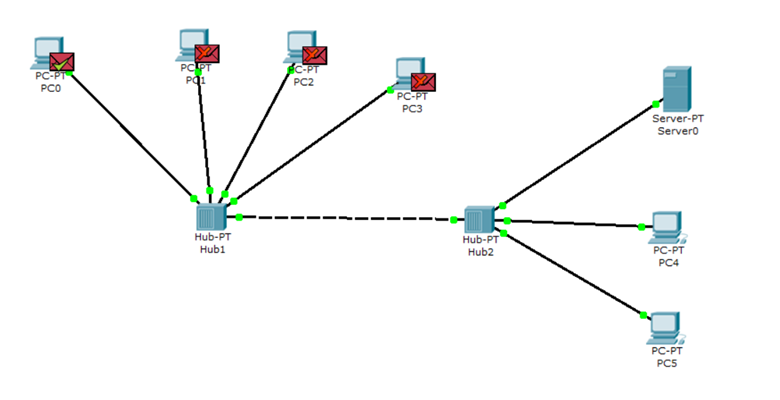 PC-PT
PC0
PC-PT
PC1
PC-PT
PC2
PC-PT
PC3
Server-PT
Server0
Hub-PT
Hub1
Hub-PT
Hub2
PC-PT
PC4
PC-PT
PC5